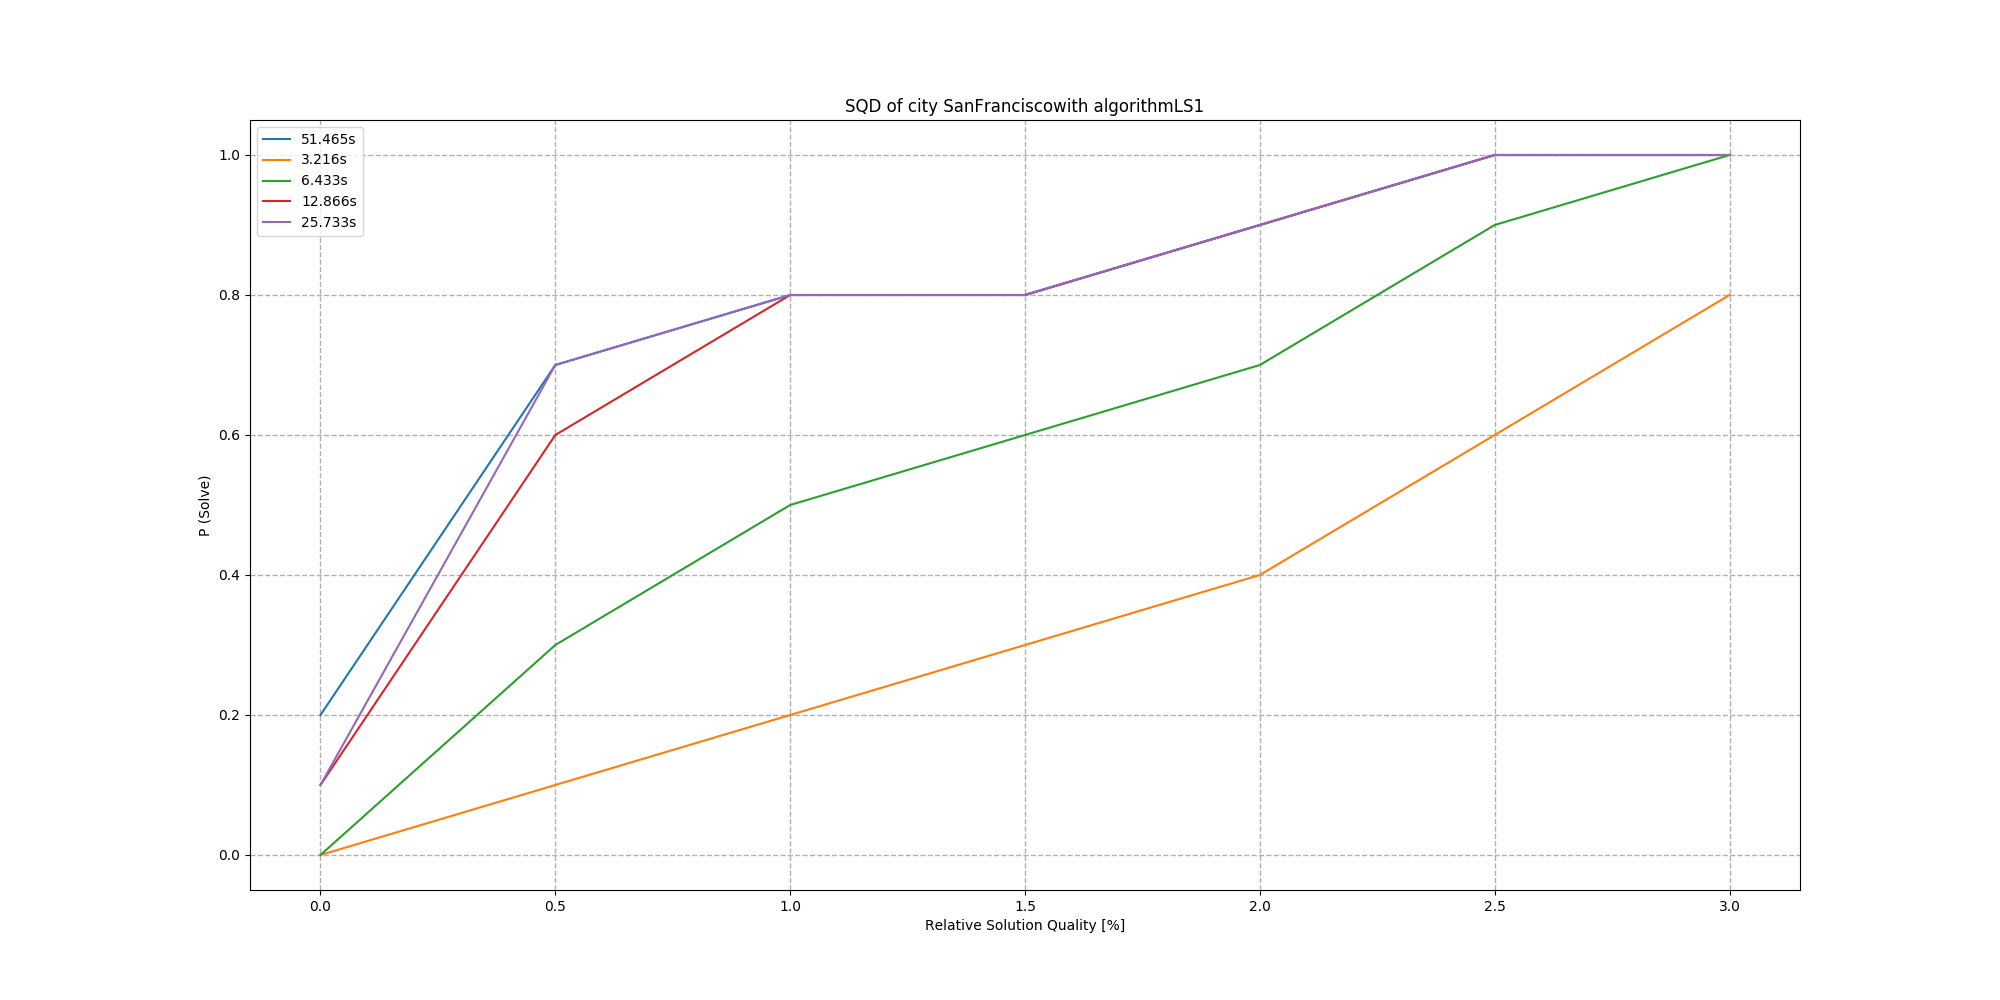 SQD of city SanFranciscowith algorithmLS1
51.465s
3.216s
6.433s
12.866s
25.733s
P (Solve)
1.0
0.8
0.6
0.4
0.2
0.0
0.0 0.5 1.0 1.5 2.0 2.5 3.0
Relative Solution Quality [%]